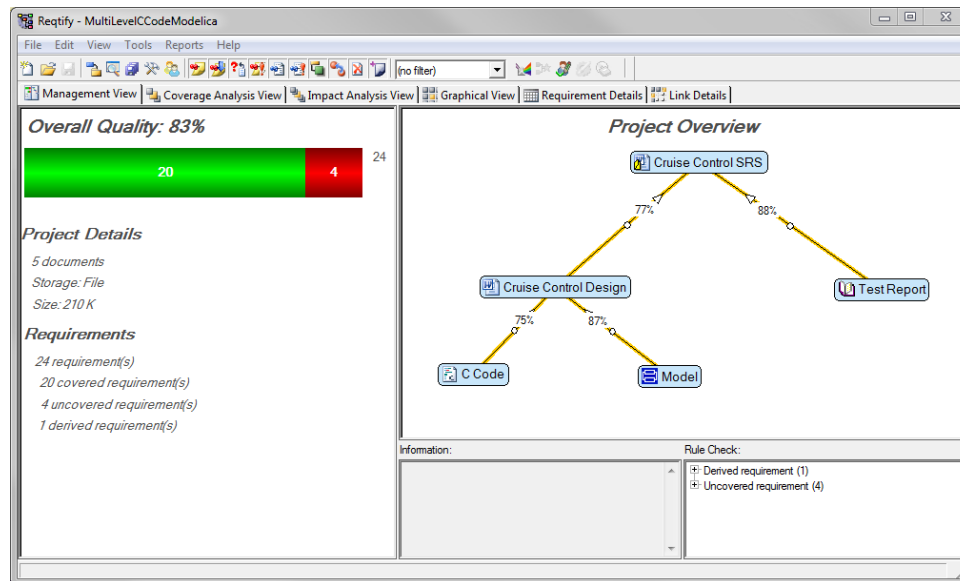 Reqtify - MultiLevelCCodeModelica
File Edit View Tools Reports Help
(no filter)
Management View Coverage Analysis View Impact Analysis View Graphical View Requirement Details Link Details
Overall Quality: 83%
20 4 24
Project Details
5 documents
Storage: File
Size: 210 K
Requirements
24 requirement(s)
20 covered requirement(s)
4 uncovered requirement(s)
1 derived requirement(s)
Project Overview
Cruise Control SRS
77% 88%
Cruise Control Design Test Report
75% 87%
C Code Model
Information:
Rule Check:
Derived requirement (1)
Uncovered requirement (4)